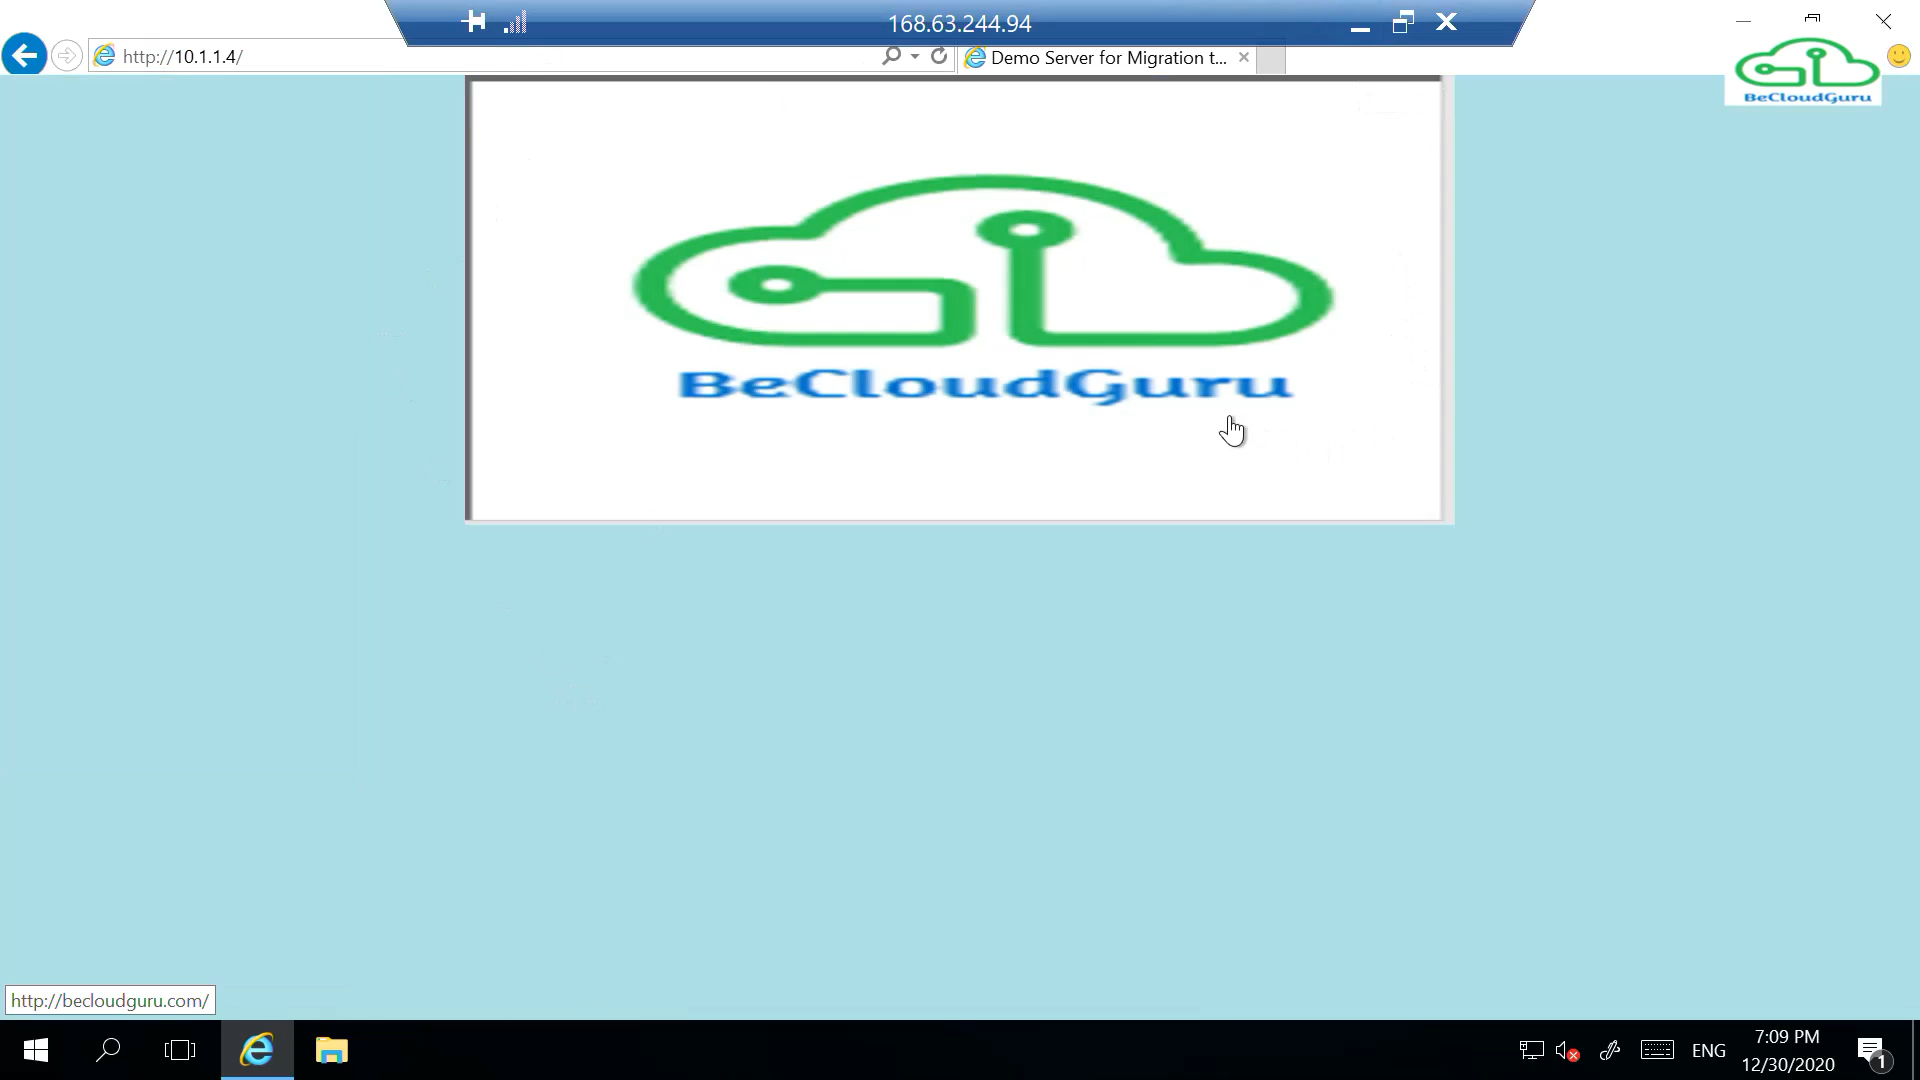 168.63.244.94
http://10.1.1.4/
Demo Server for Migration t...
BeCloudGuru
BeCloudGuru
http://becloudguru.com/
ENG
7:09 PM
12/30/2020
1